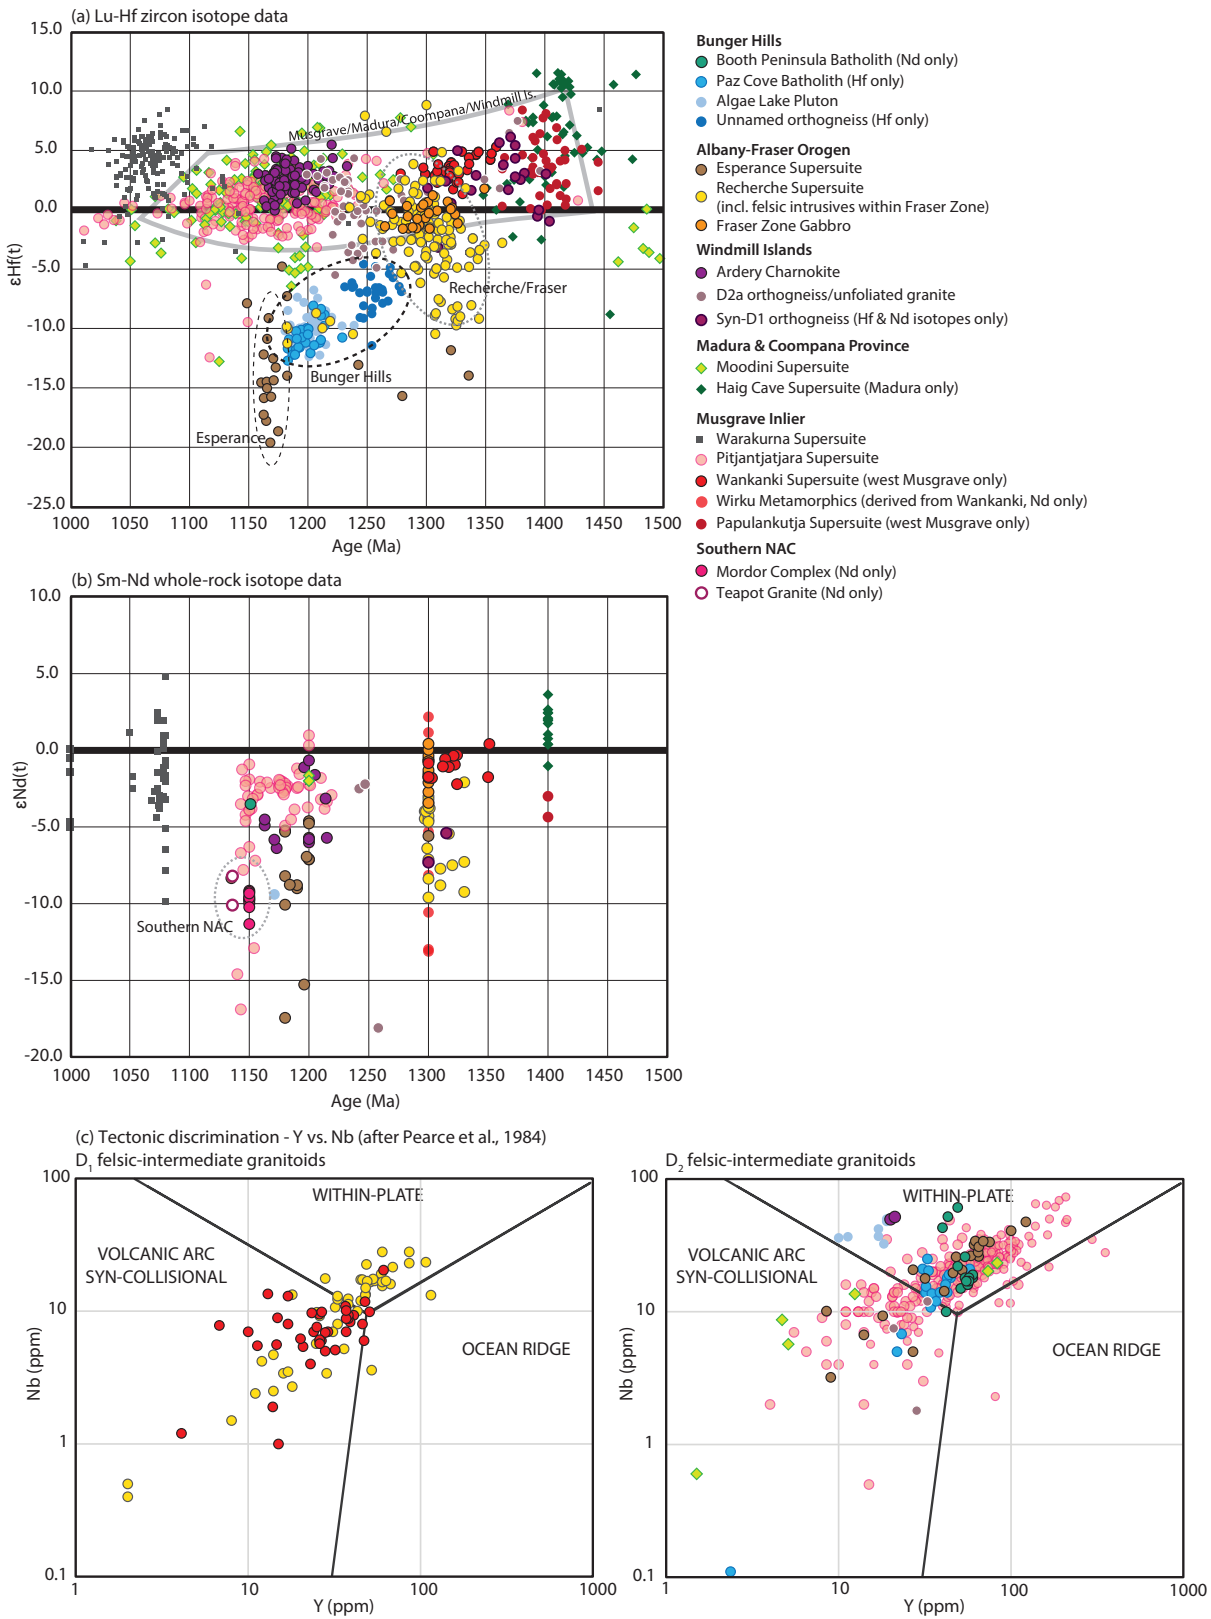 (a) Lu-Hf zircon isotope data
15.0
10.0
5.0
0.0
-5.0
-10.0
-15.0
-20.0
-25.0
εHf(t)
Musgrave/Madura/Coompana/Windmill Is.
Recherche/Fraser
Bunger Hills
Esperance
1000 1050 1100 1150 1200 1250 1300 1350 1400 1450 1500
Age (Ma)
Bunger Hills
Booth Peninsula Batholith (Nd only)
Paz Cove Batholith (Hf only)
Algae Lake Pluton
Unnamed orthogneiss (Hf only)
Albany-Fraser Orogen
Esperance Supersuite
Recherche Supersuite
(incl. felsic intrusives within Fraser Zone)
Fraser Zone Gabbro
Windmill Islands
Ardery Charnokite
D2a orthogneiss/unfoliated granite
Syn-D1 orthogneiss (Hf & Nd isotopes only)
Madura & Coompana Province
Moodini Supersuite
Haig Cave Supersuite (Madura only)
Musgrave Inlier
Warakurna Supersuite
Pitjantjatjara Supersuite
Wankanki Supersuite (west Musgrave only)
Wirku Metamorphics (derived from Wankanki, Nd only)
Papulankutja Supersuite (west Musgrave only)
Southern NAC
Mordor Complex (Nd only)
Teapot Granite (Nd only)
(b) Sm-Nd whole-rock isotope data
10.0
5.0
0.0
-5.0
-10.0
-15.0
-20.0
εNd(t)
Southern NAC
1000 1050 1100 1150 1200 1250 1300 1350 1400 1450 1500
Age (Ma)
(c) Tectonic discrimination - Y vs. Nb (after Pearce et al., 1984)
D1 felsic-intermediate granitoids
100
10
1
0.1
Nb (ppm)
WITHIN-PLATE
VOLCANIC ARC
SYN-COLLISIONAL
OCEAN RIDGE
1 10 100 1000
Y (ppm)
D2 felsic-intermediate granitoids
100
10
1
0.1
Nb (ppm)
WITHIN-PLATE
VOLCANIC ARC
SYN-COLLISIONAL
OCEAN RIDGE
1 10 100 1000
Y (ppm)